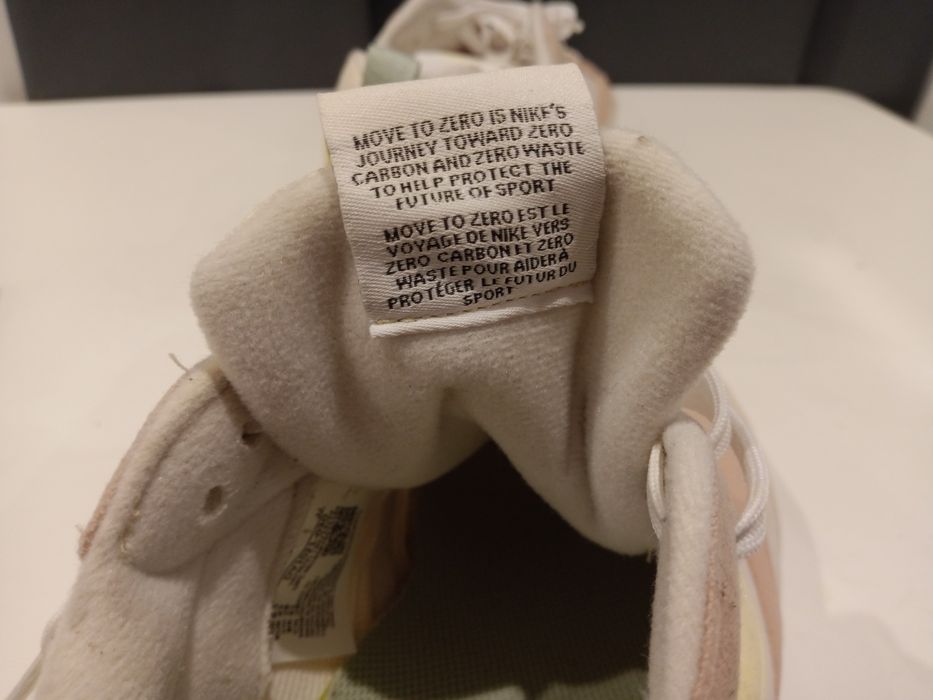 MOVE TO ZERO IS NIKE'S
JOURNEY TOWARD ZERO
CARBON AND ZERO WASTE
TO HELP PROTECT THE
FUTURE OF SPORT
MOVE TO ZERO EST LE
VOYAGE DE NIKE VERS
ZERO CARBON ET ZERO
WASTE POUR AIDER À
PROTÉGER LE FUTUR DU
SPORT